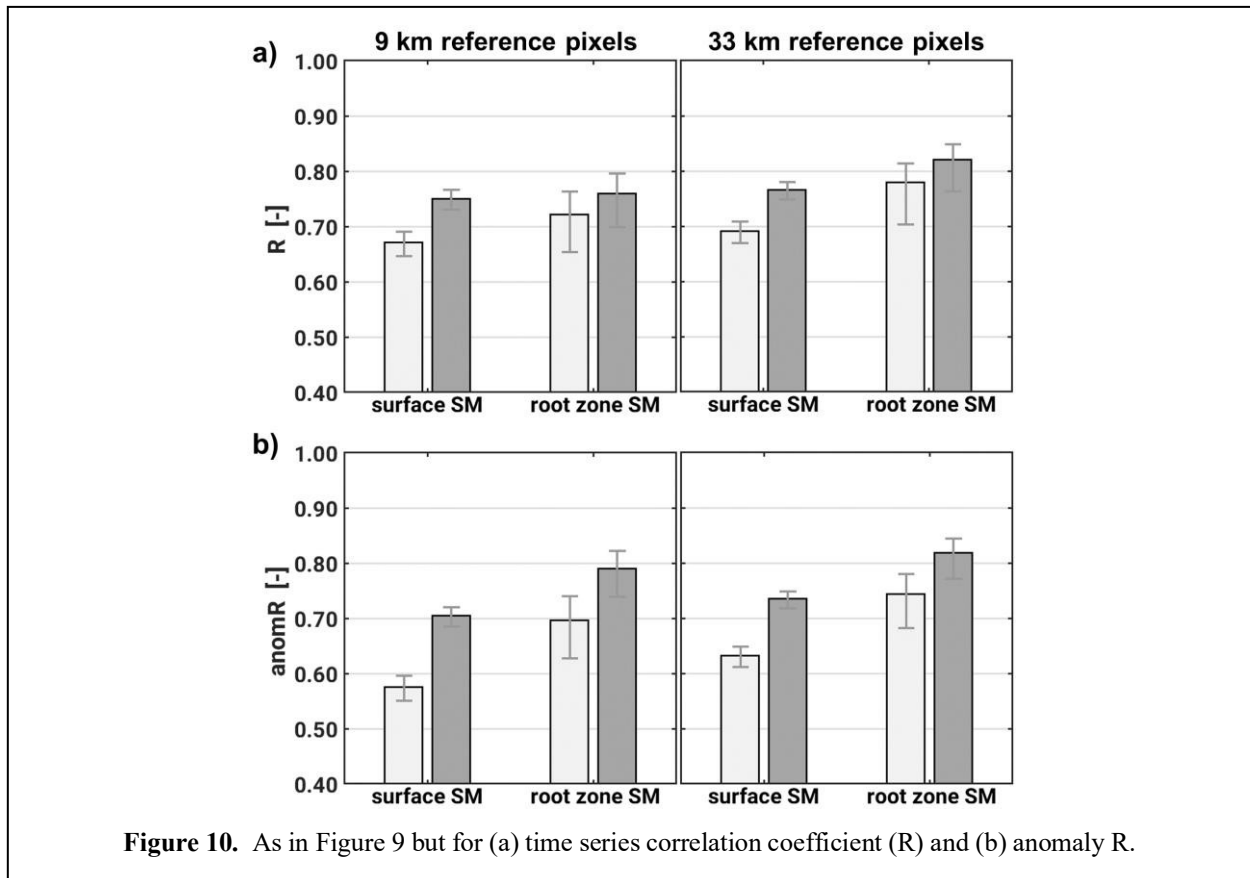 9 km reference pixels 33 km reference pixels
a)
1.00
0.90
0.80
0.70
0.60
0.50
0.40
R [-]
surface SM root zone SM surface SM root zone SM
b)
1.00
0.90
0.80
0.70
0.60
0.50
0.40
anomR [-]
surface SM root zone SM surface SM root zone SM
Figure 10. As in Figure 9 but for (a) time series correlation coefficient (R) and (b) anomaly R.